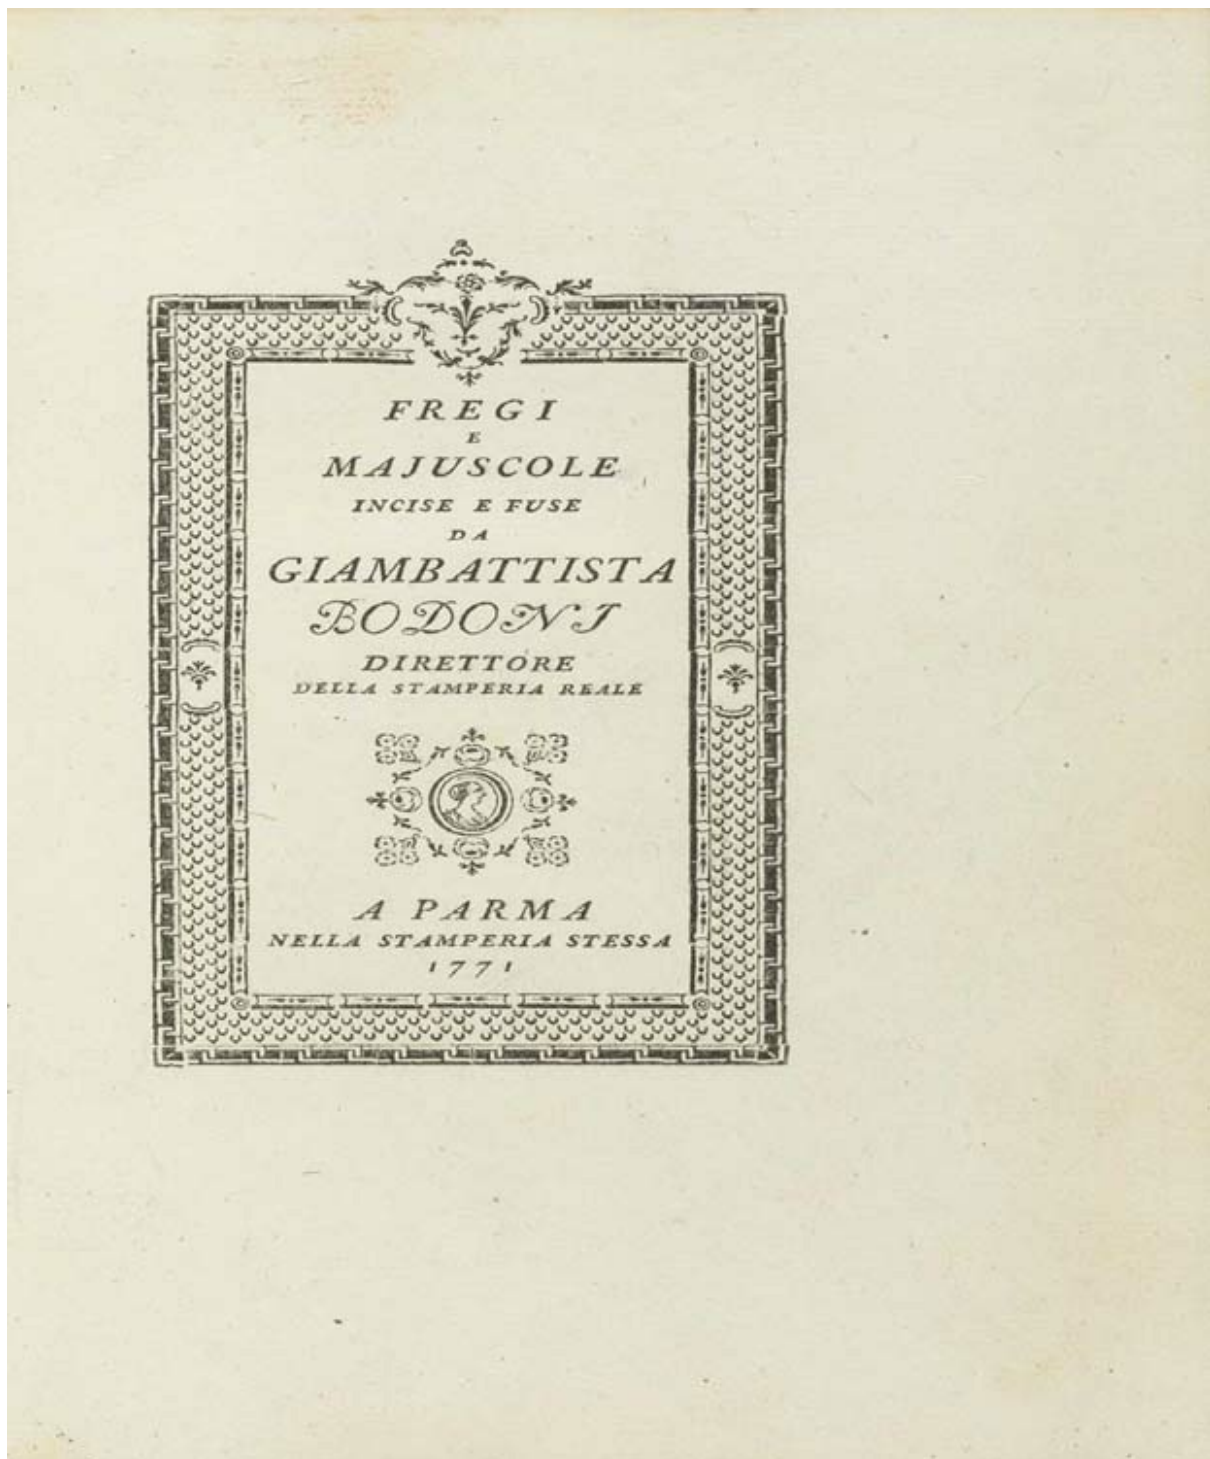 FREGI
E
MAJUSCOLE
INCISE E FUSE
DA
GIAMBATTISTA
BODONI
DIRETTORE
DELLA STAMPERIA REALE
A PARMA
NELLA STAMPERIA STESSA
1771